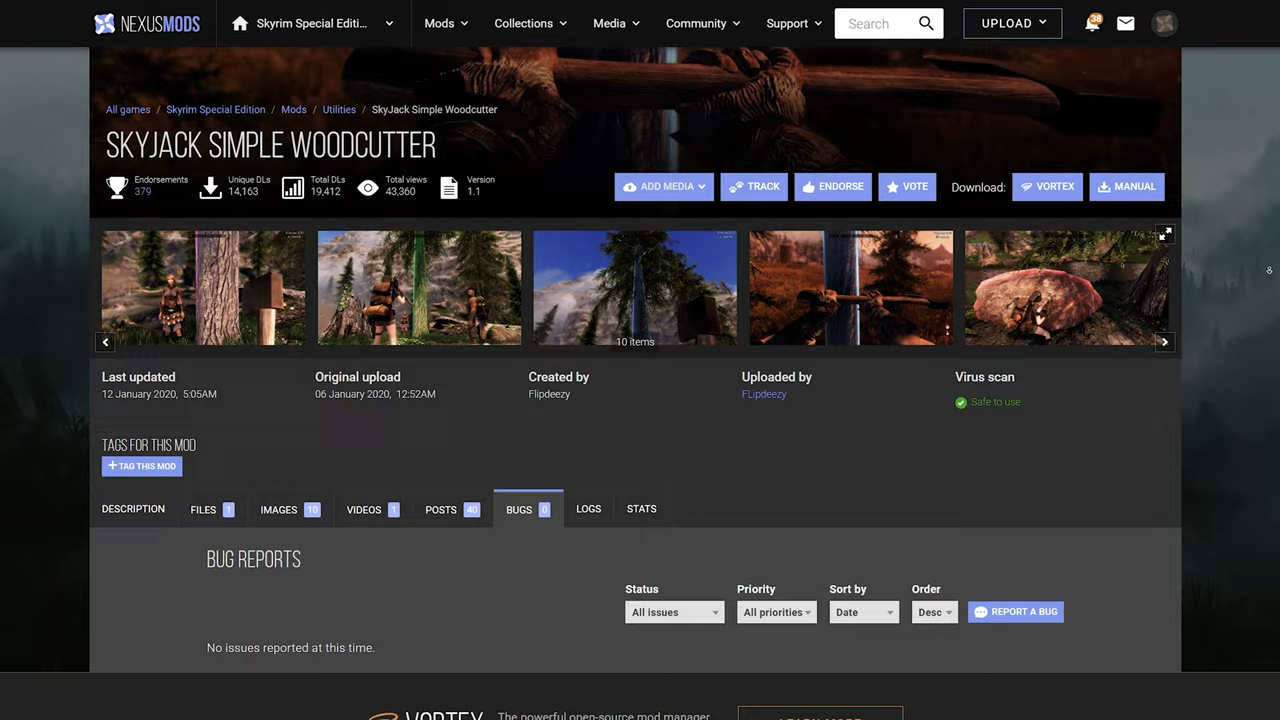 NEXUSMODS Skyrim Special Editi... Mods Collections Media Community Support Search UPLOAD 38
All games / Skyrim Special Edition / Mods / Utilities / SkyJack Simple Woodcutter
SKYJACK SIMPLE WOODCUTTER
Endorsements Unique DLs Total DLs Total views Version
379 14,163 19,412 43,360 1.1
ADD MEDIA TRACK ENDORSE VOTE Download: VORTEX MANUAL
10 items
Last updated Original upload Created by Uploaded by Virus scan
12 January 2020, 5:05AM 06 January 2020, 12:52AM Flipdeezy FLipdeezy Safe to use
TAGS FOR THIS MOD
+ TAG THIS MOD
DESCRIPTION FILES 1 IMAGES 10 VIDEOS 1 POSTS 40 BUGS 0 LOGS STATS
BUG REPORTS
Status Priority Sort by Order
All issues All priorities Date Desc REPORT A BUG
No issues reported at this time.
VORTEX The powerful open-source mod manager LEARN MORE